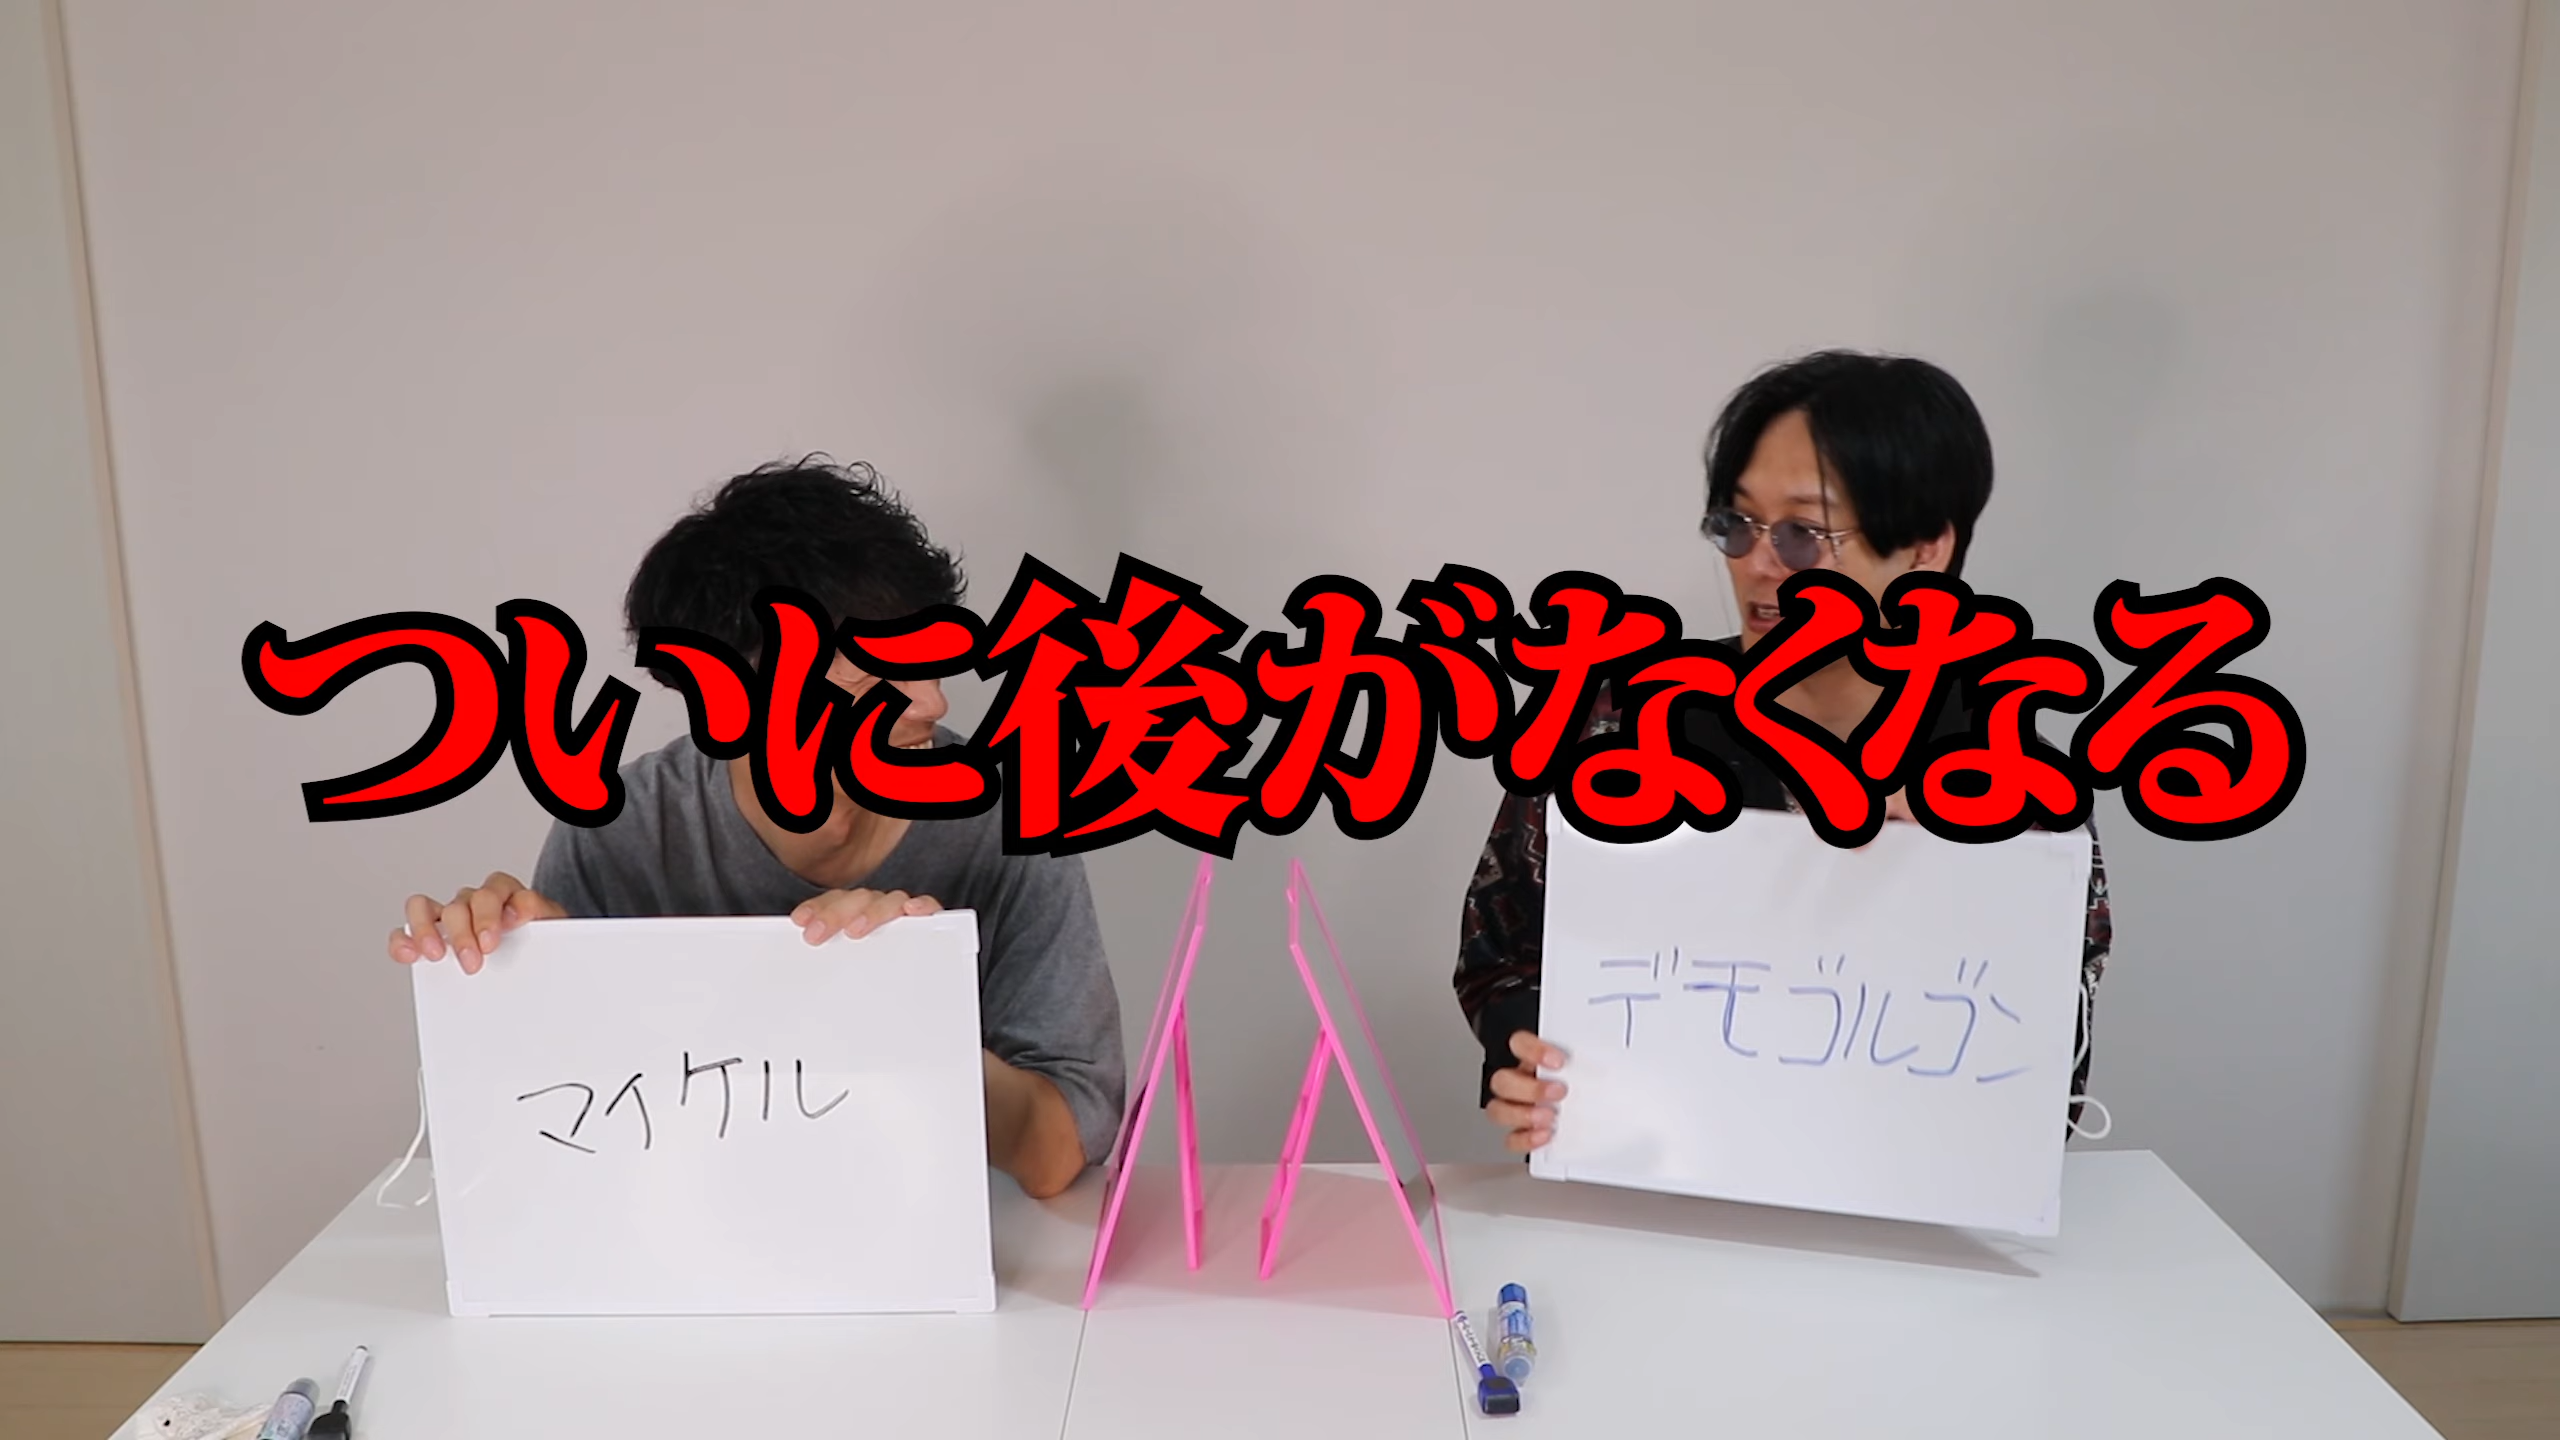 ついに後がなくなる
マイケル
デモゴルゴン